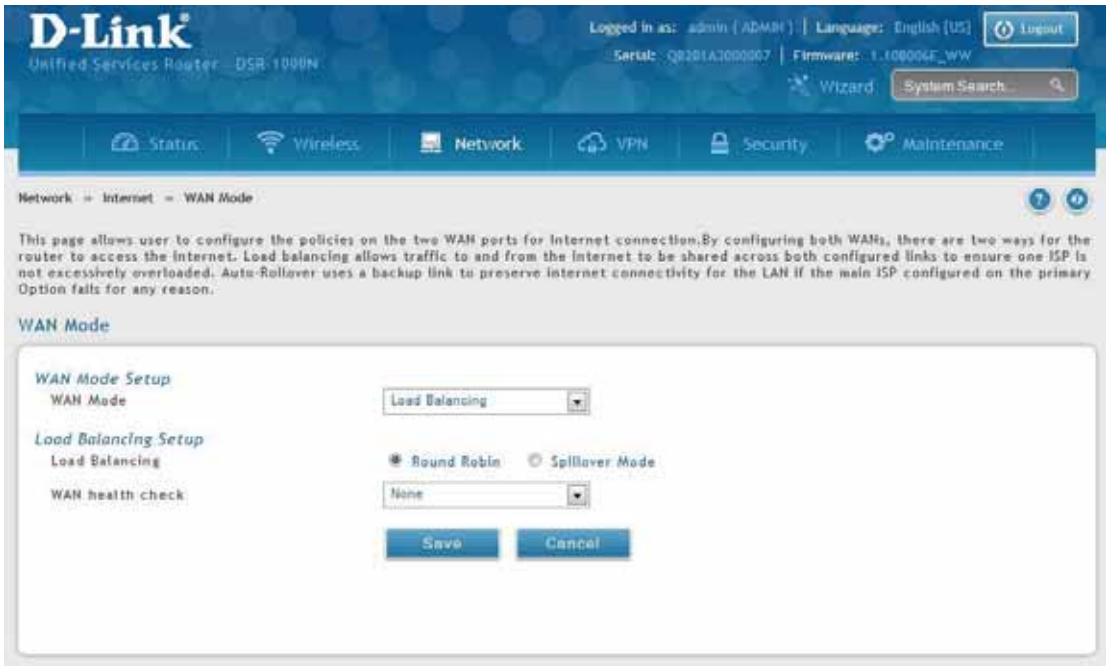 D-Link
Unified Services Router - DSR-1000N
Logged in as: admin ( ADMIN ) | Language: English [US]
Logout
Serial: QB2B1A3000007 | Firmware: 1.10B006E_WW
Wizard
System Search...
Status
Wireless
Network
VPN
Security
Maintenance
Network » Internet » WAN Mode
This page allows user to configure the policies on the two WAN ports for Internet connection.By configuring both WANs, there are two ways for the
router to access the Internet. Load balancing allows traffic to and from the Internet to be shared across both configured links to ensure one ISP is
not excessively overloaded. Auto-Rollover uses a backup link to preserve internet connectivity for the LAN if the main ISP configured on the primary
Option fails for any reason.
WAN Mode
WAN Mode Setup
WAN Mode
Load Balancing
Load Balancing Setup
Load Balancing
Round Robin
Spillover Mode
WAN health check
None
Save
Cancel